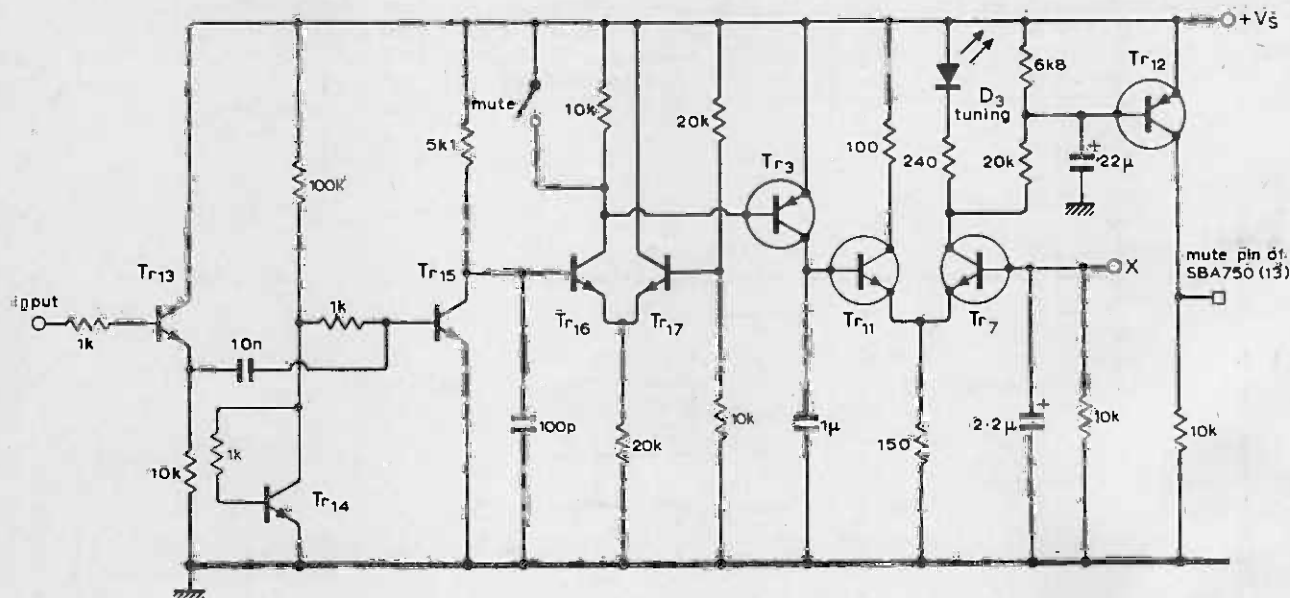 +Vs
Tr12
6k8
mute
10k
D3
tuning
20k
5k1
100
240
20k
22μ
Tr3
100k
Tr13
Tr15
X
mute pin of
SBA750 (13)
input
1k
1k
Tr16
Tr17
Tr11
Tr7
10n
100p
20k
10k
1μ
150
2·2μ
10k
10k
10k
1k
Tr14